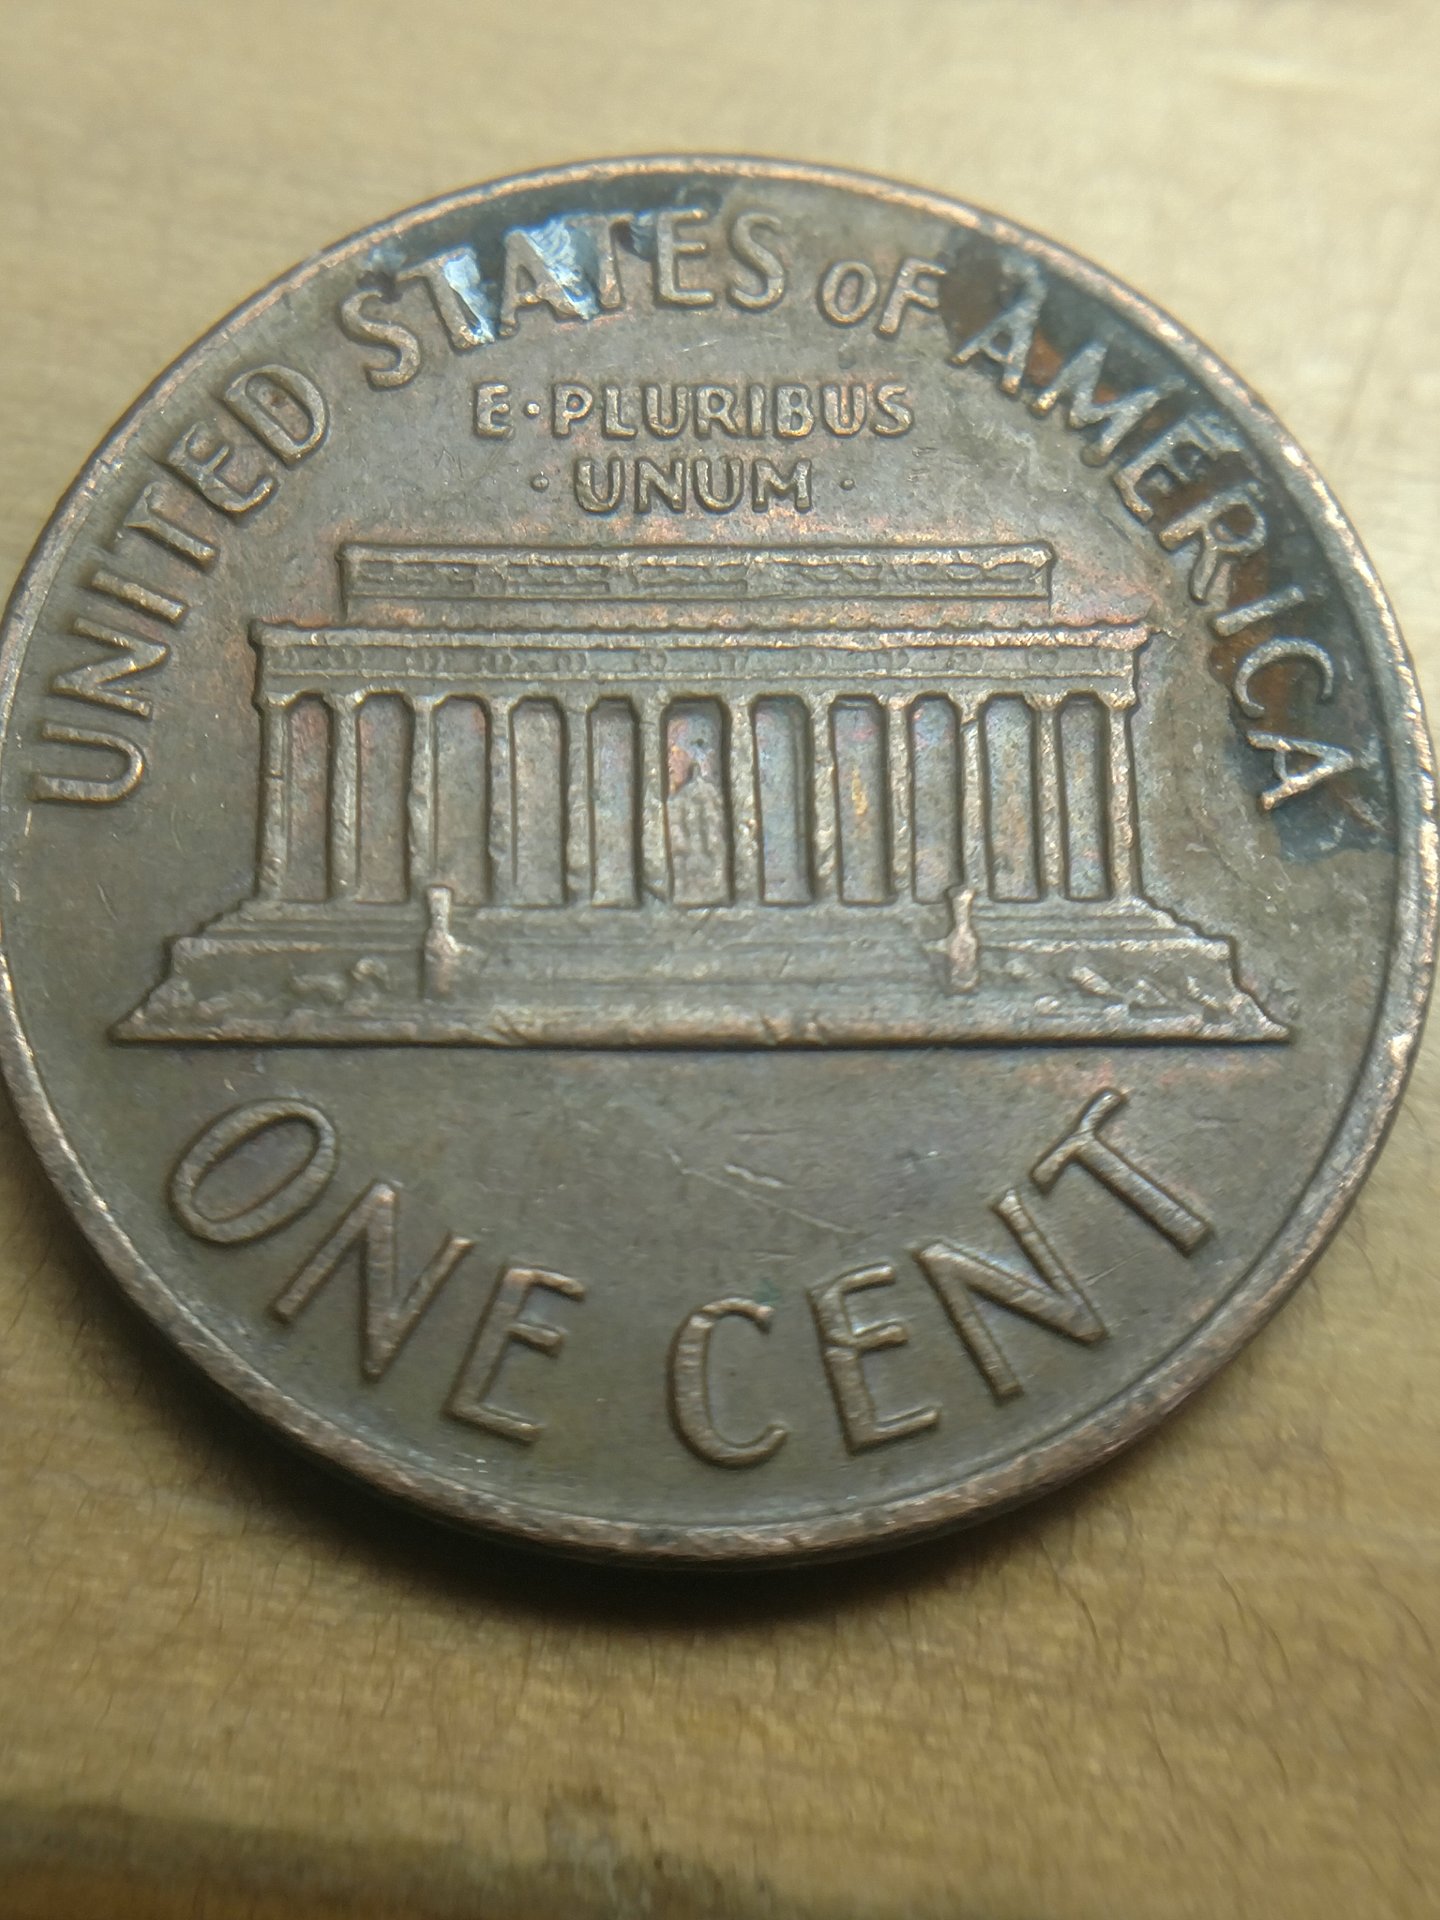 UNITED STATES OF AMERICA
E·PLURIBUS
·UNUM·
ONE CENT